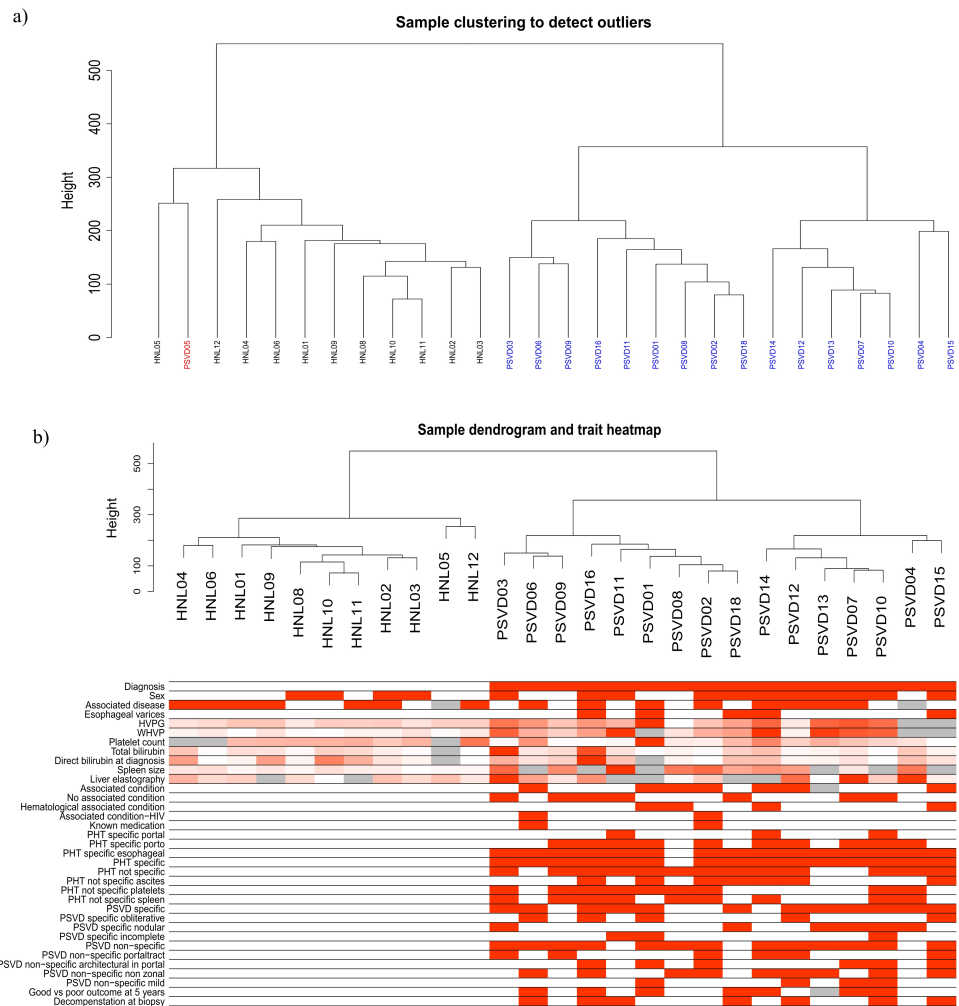 a)
Sample clustering to detect outliers
Height
500
400
300
200
100
0
HNL05
PSVD05
HNL12
HNL04
HNL06
HNL01
HNL09
HNL08
HNL10
HNL11
HNL02
HNL03
PSVD03
PSVD06
PSVD09
PSVD16
PSVD11
PSVD01
PSVD08
PSVD02
PSVD18
PSVD14
PSVD12
PSVD13
PSVD07
PSVD10
PSVD04
PSVD15
b)
Sample dendrogram and trait heatmap
Height
500
300
100
0
HNL04
HNL06
HNL01
HNL09
HNL08
HNL10
HNL11
HNL02
HNL03
HNL05
HNL12
PSVD03
PSVD06
PSVD09
PSVD16
PSVD11
PSVD01
PSVD08
PSVD02
PSVD18
PSVD14
PSVD12
PSVD13
PSVD07
PSVD10
PSVD04
PSVD15
Diagnosis
Sex
Associated disease
Esophageal varices
HVPG
WHVP
Platelet count
Total bilirubin
Direct bilirubin at diagnosis
Spleen size
Liver elastography
Associated condition
No associated condition
Hematological associated condition
Associated condition-HIV
Known medication
PHT specific portal
PHT specific porto
PHT specific esophageal
PHT specific
PHT not specific
PHT not specific ascites
PHT not specific platelets
PHT not specific spleen
PSVD specific
PSVD specific obliterative
PSVD specific nodular
PSVD specific incomplete
PSVD non-specific
PSVD non-specific portaltract
PSVD non-specific architectural in portal
PSVD non-specific non zonal
PSVD non-specific mild
Good vs poor outcome at 5 years
Decompenstation at biopsy